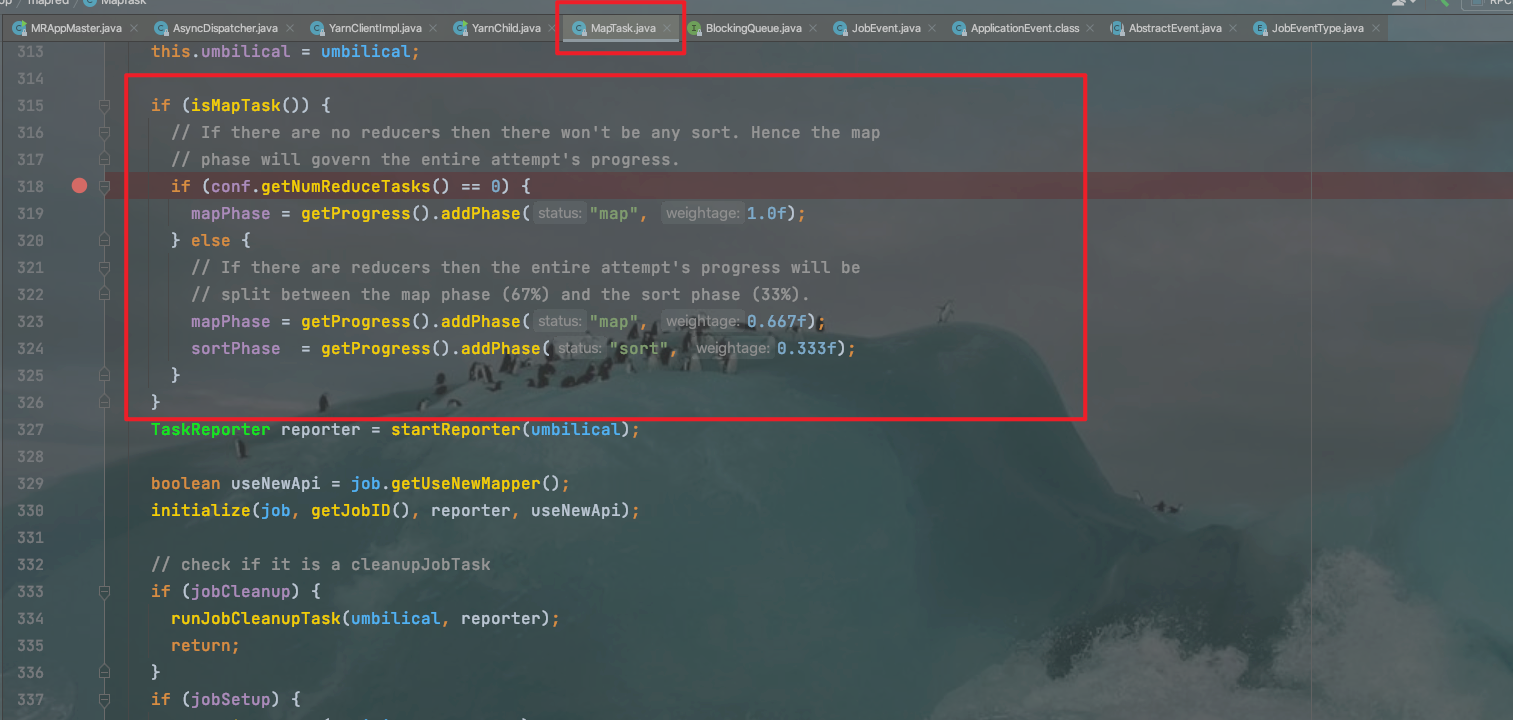 mapred / MapTask
MRAppMaster.java AsyncDispatcher.java YarnClientImpl.java YarnChild.java MapTask.java BlockingQueue.java JobEvent.java ApplicationEvent.class AbstractEvent.java JobEventType.java
313 this.umbilical = umbilical;
314
315 if (isMapTask()) {
316 // If there are no reducers then there won't be any sort. Hence the map
317 // phase will govern the entire attempt's progress.
318 if (conf.getNumReduceTasks() == 0) {
319 mapPhase = getProgress().addPhase( status: "map", weightage: 1.0f);
320 } else {
321 // If there are reducers then the entire attempt's progress will be
322 // split between the map phase (67%) and the sort phase (33%).
323 mapPhase = getProgress().addPhase( status: "map", weightage: 0.667f);
324 sortPhase  = getProgress().addPhase( status: "sort", weightage: 0.333f);
325 }
326 }
327 TaskReporter reporter = startReporter(umbilical);
328
329 boolean useNewApi = job.getUseNewMapper();
330 initialize(job, getJobID(), reporter, useNewApi);
331
332 // check if it is a cleanupJobTask
333 if (jobCleanup) {
334 runJobCleanupTask(umbilical, reporter);
335 return;
336 }
337 if (jobSetup) {